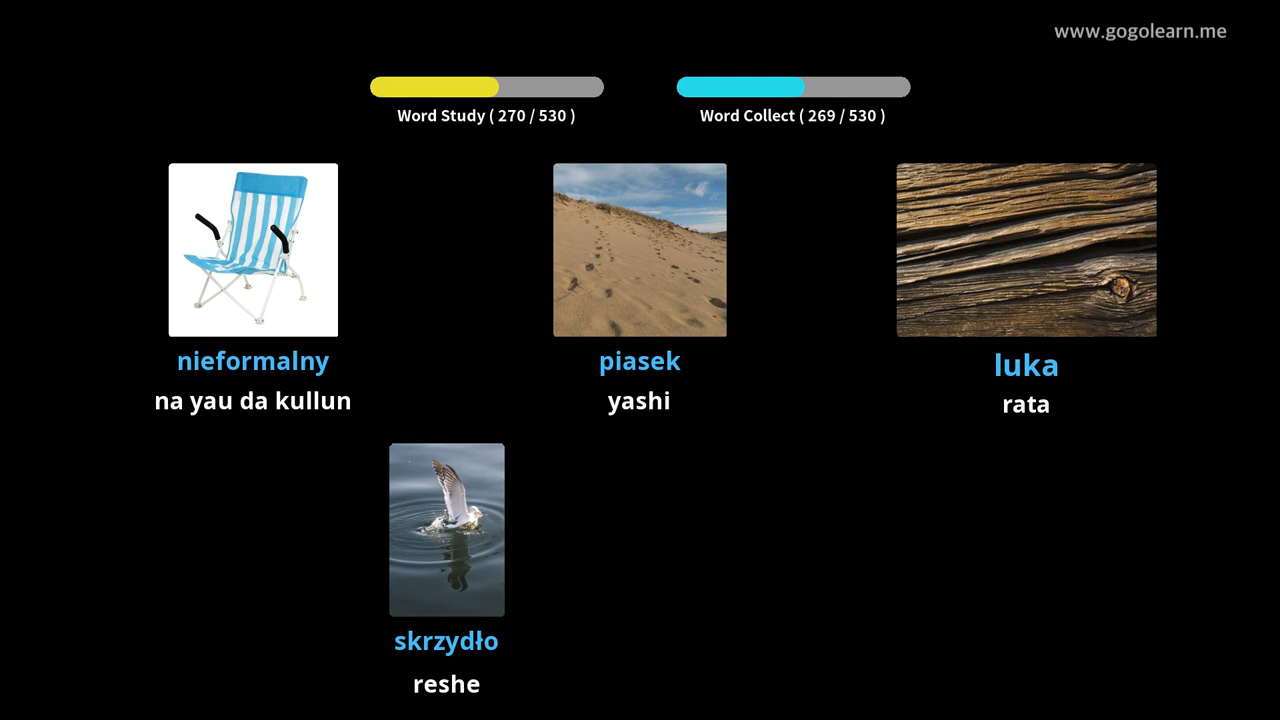 www.gogolearn.me
Word Study ( 270 / 530 )
Word Collect ( 269 / 530 )
nieformalny
na yau da kullun
piasek
yashi
luka
rata
skrzydło
reshe